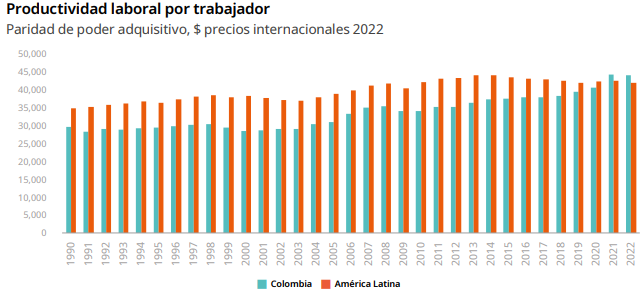 Productividad laboral por trabajador
Paridad de poder adquisitivo, $ precios internacionales 2022
50,000
45,000
40,000
35,000
30,000
25,000
20,000
15,000
10,000
5,000
0
1990 1991 1992 1993 1994 1995 1996 1997 1998 1999 2000 2001 2002 2003 2004 2005 2006 2007 2008 2009 2010 2011 2012 2013 2014 2015 2016 2017 2018 2019 2020 2021 2022
Colombia América Latina